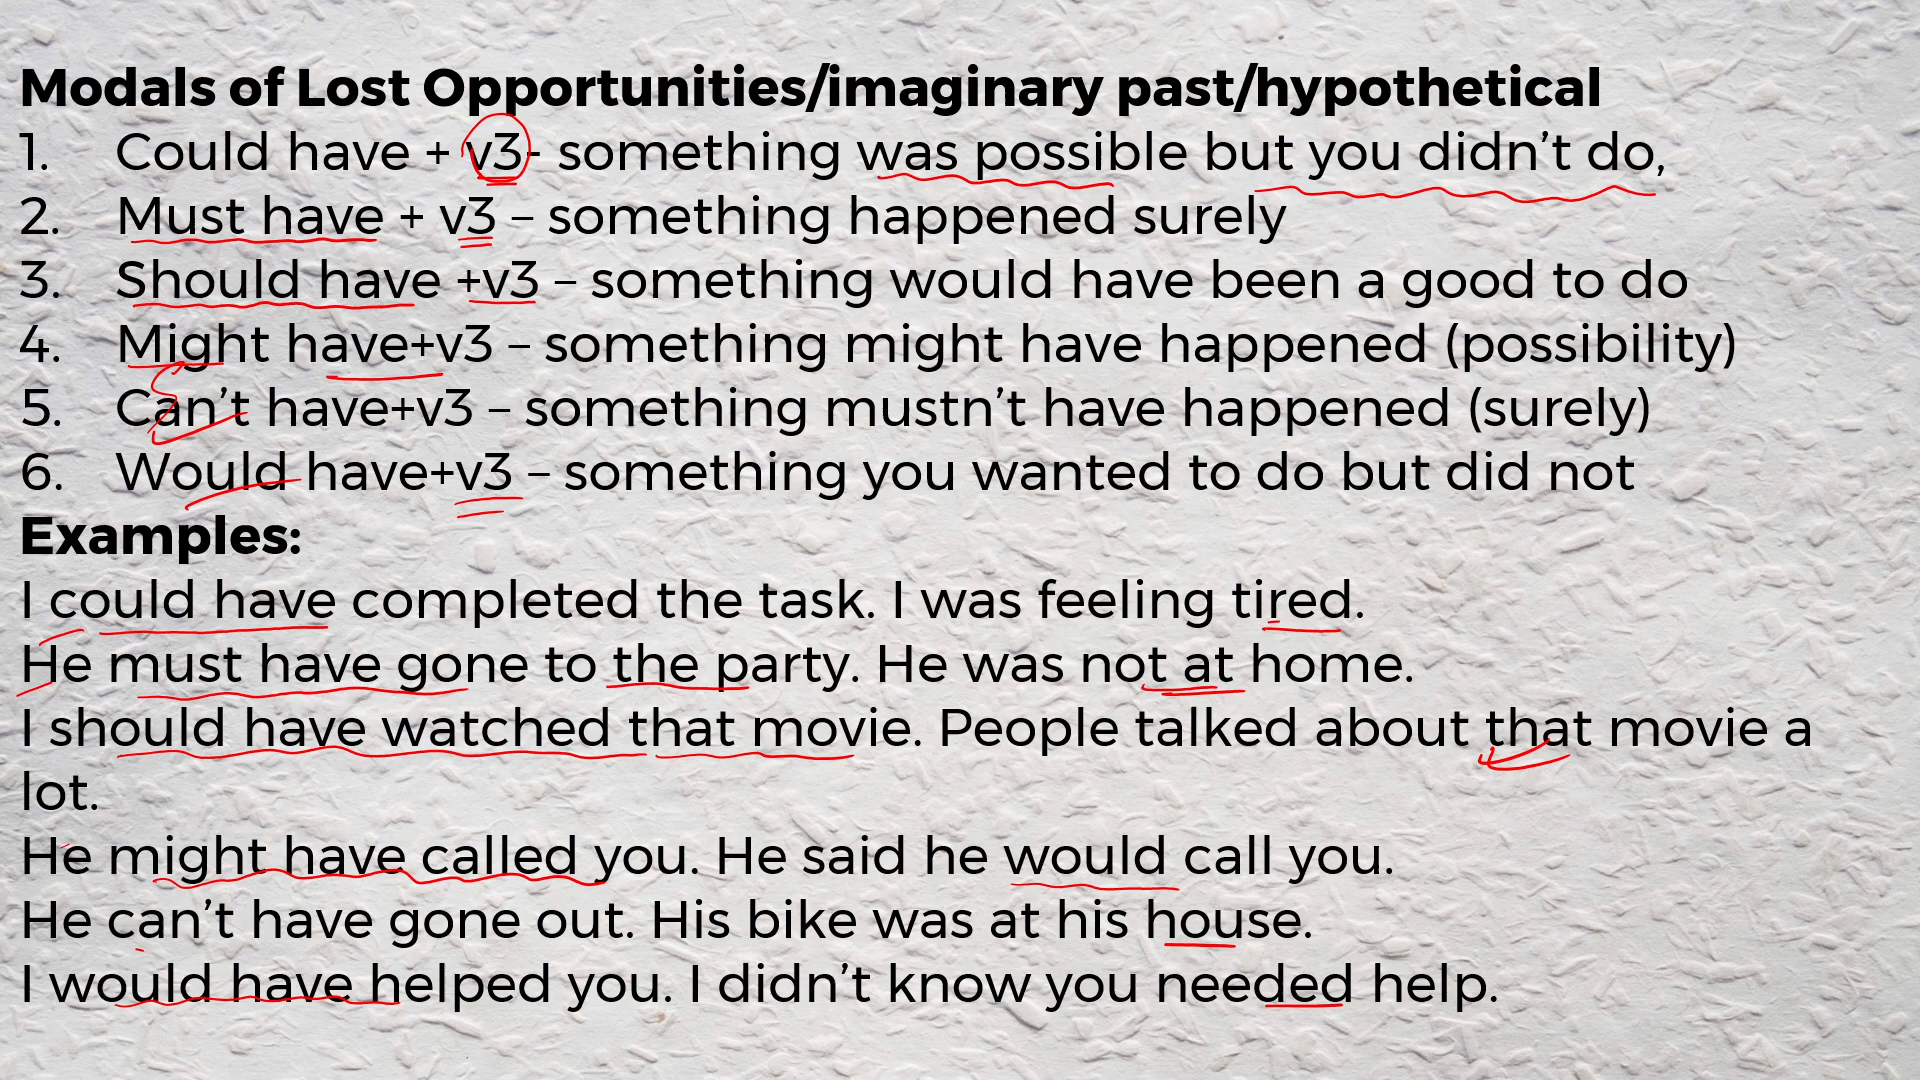 Modals of Lost Opportunities/imaginary past/hypothetical
1. Could have + v3- something was possible but you didn't do,
2. Must have + v3 – something happened surely
3. Should have +v3 – something would have been a good to do
4. Might have+v3 – something might have happened (possibility)
5. Can't have+v3 – something mustn't have happened (surely)
6. Would have+v3 – something you wanted to do but did not
Examples:
I could have completed the task. I was feeling tired.
He must have gone to the party. He was not at home.
I should have watched that movie. People talked about that movie a
lot.
He might have called you. He said he would call you.
He can't have gone out. His bike was at his house.
I would have helped you. I didn't know you needed help.